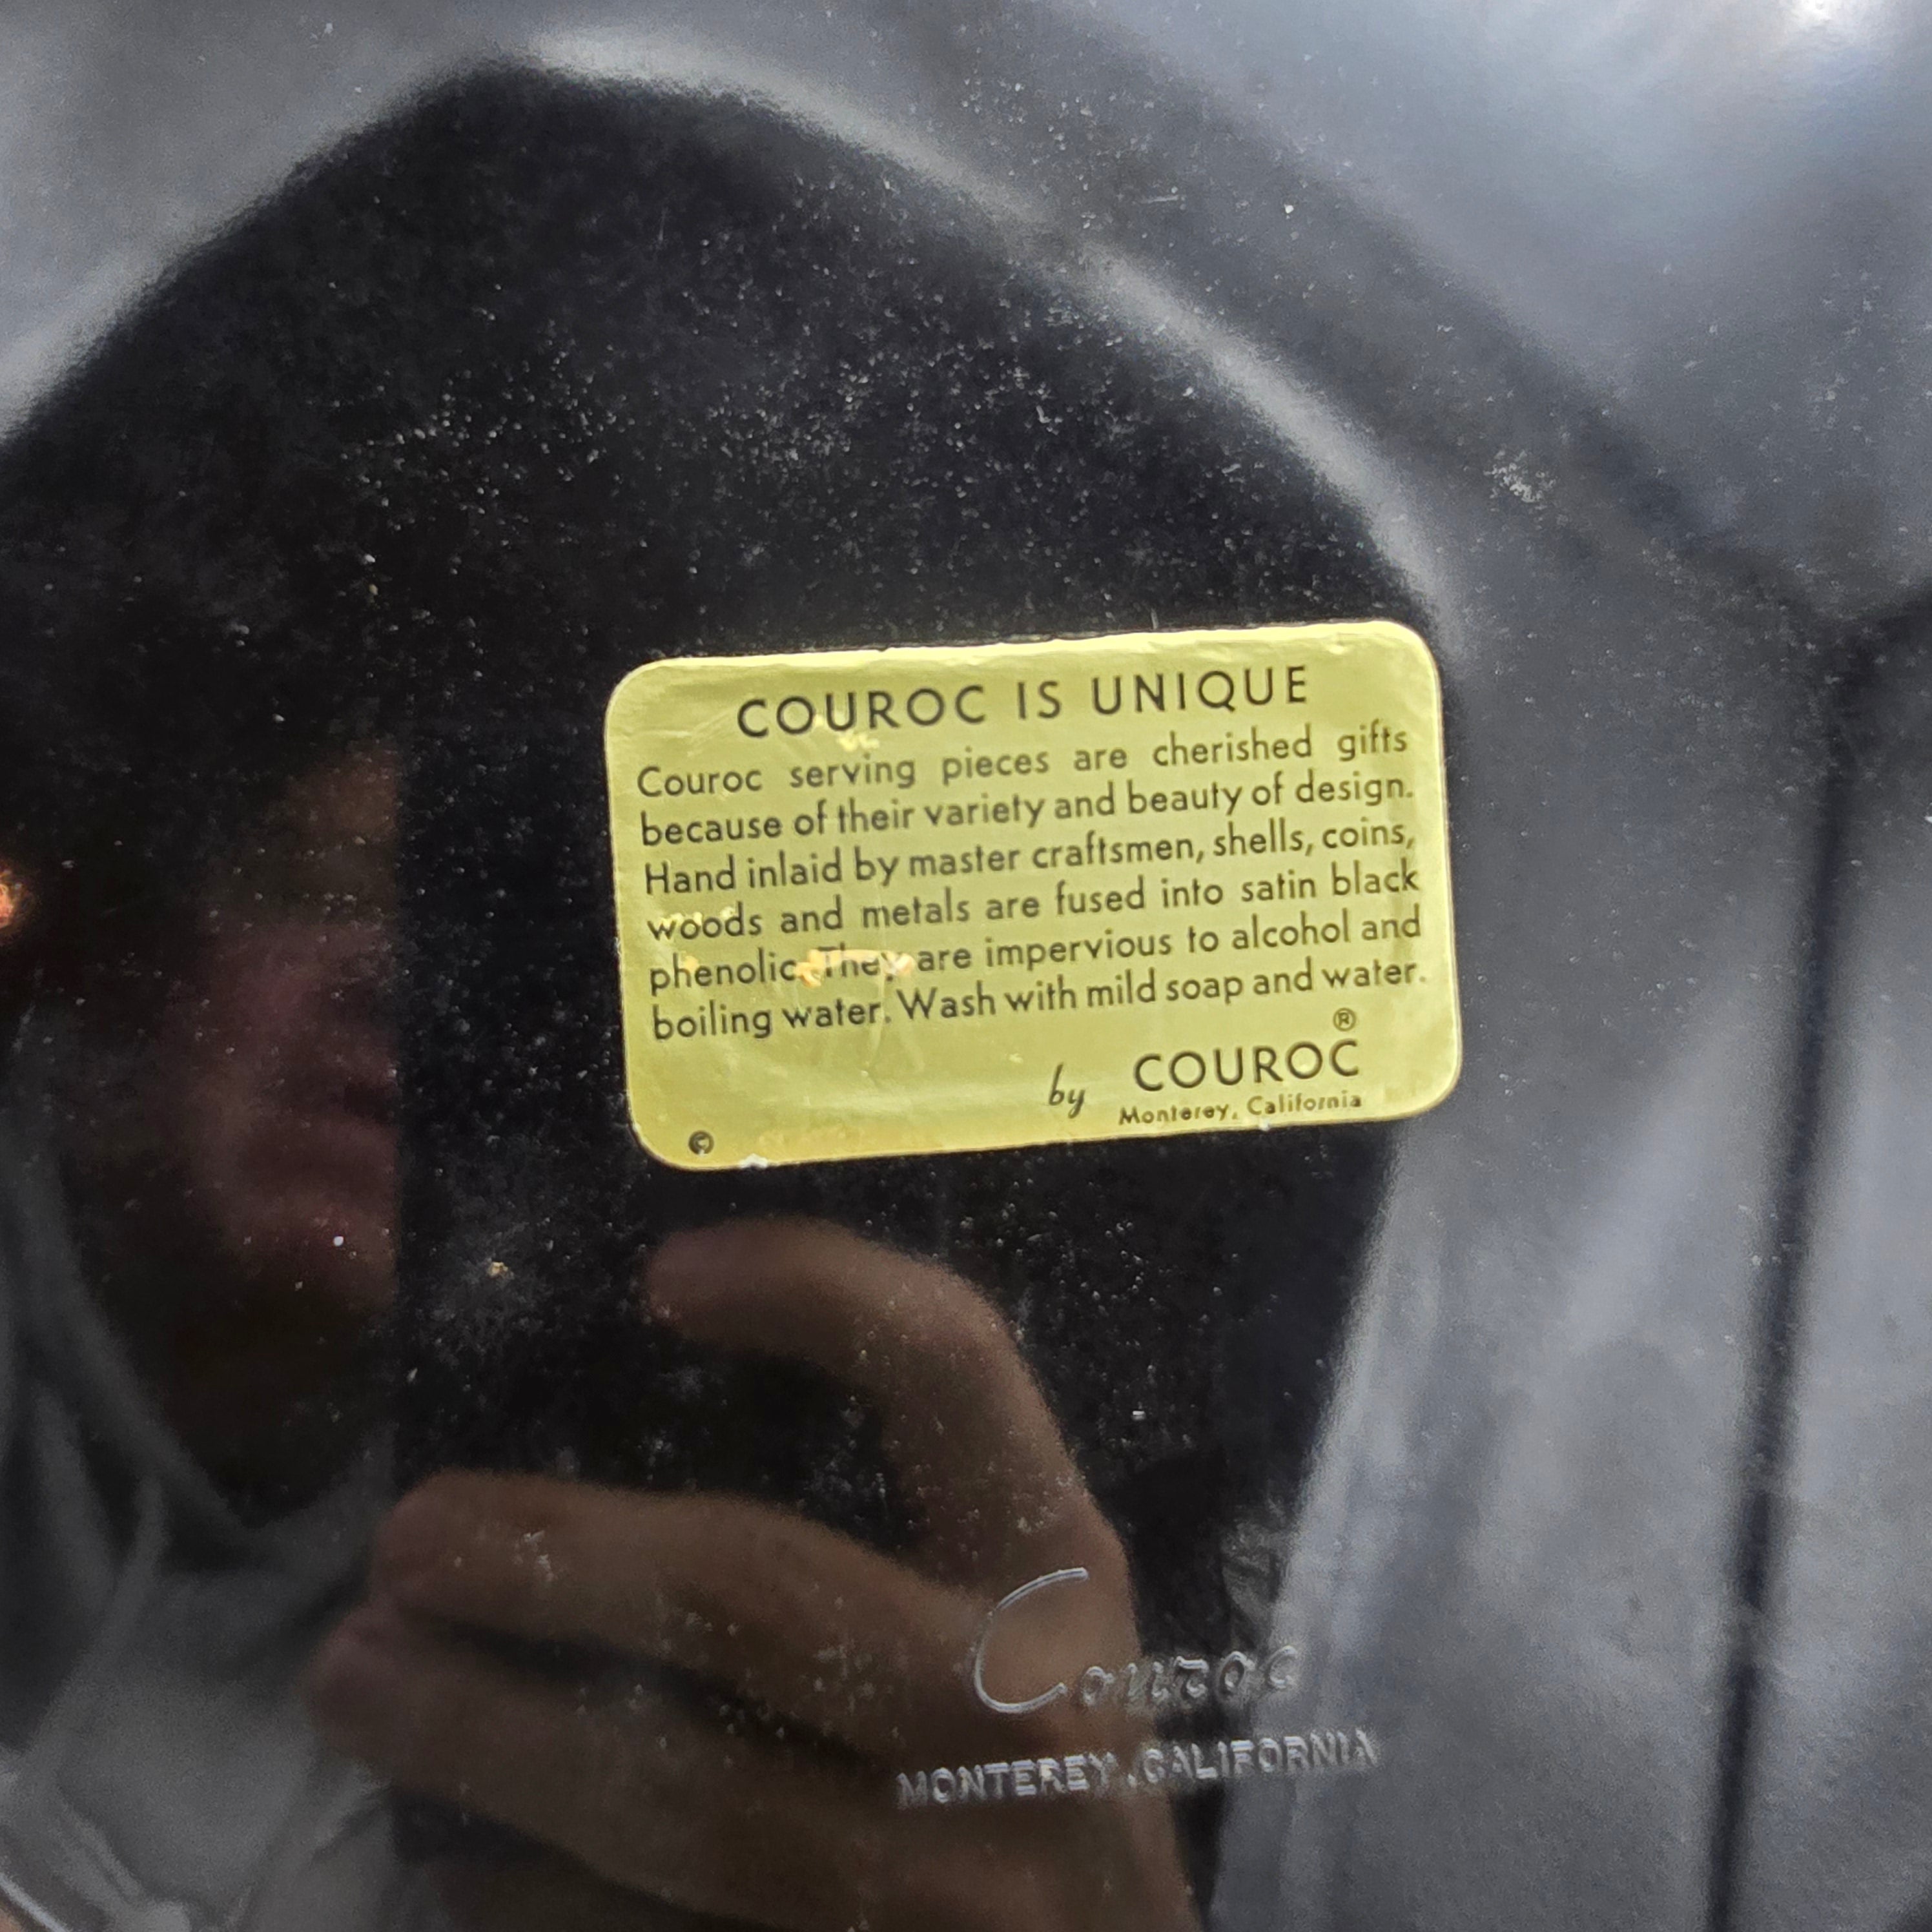 COUROC IS UNIQUE
Couroc serving pieces are cherished gifts
because of their variety and beauty of design.
Hand inlaid by master craftsmen, shells, coins,
woods and metals are fused into satin black
phenolic. They are impervious to alcohol and
boiling water. Wash with mild soap and water.
®
by COUROC
Monterey, California
©
Couroc
MONTEREY, CALIFORNIA